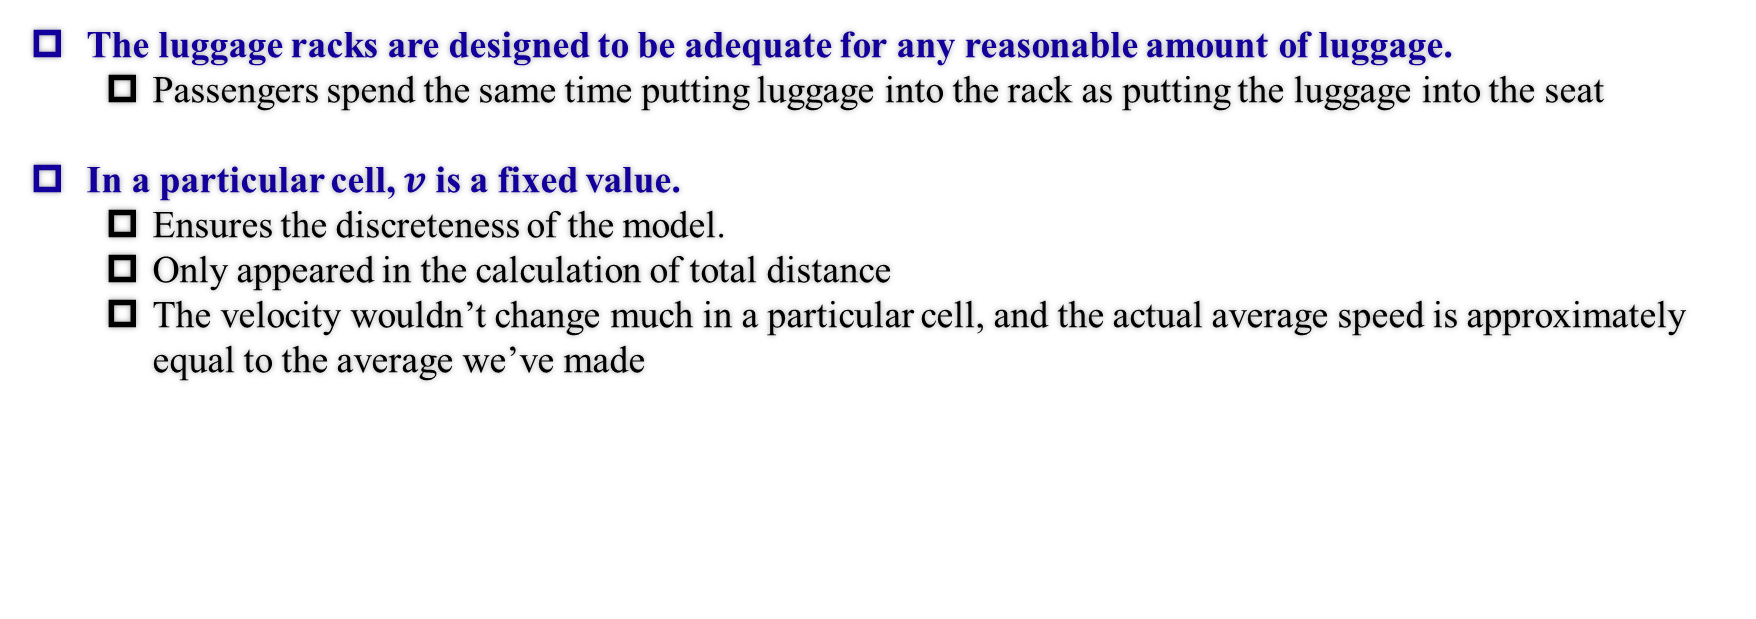 The luggage racks are designed to be adequate for any reasonable amount of luggage.
Passengers spend the same time putting luggage into the rack as putting the luggage into the seat
In a particular cell, 𝒗 is a fixed value.
Ensures the discreteness of the model.
Only appeared in the calculation of total distance
The velocity wouldn’t change much in a particular cell, and the actual average speed is approximately
equal to the average we’ve made